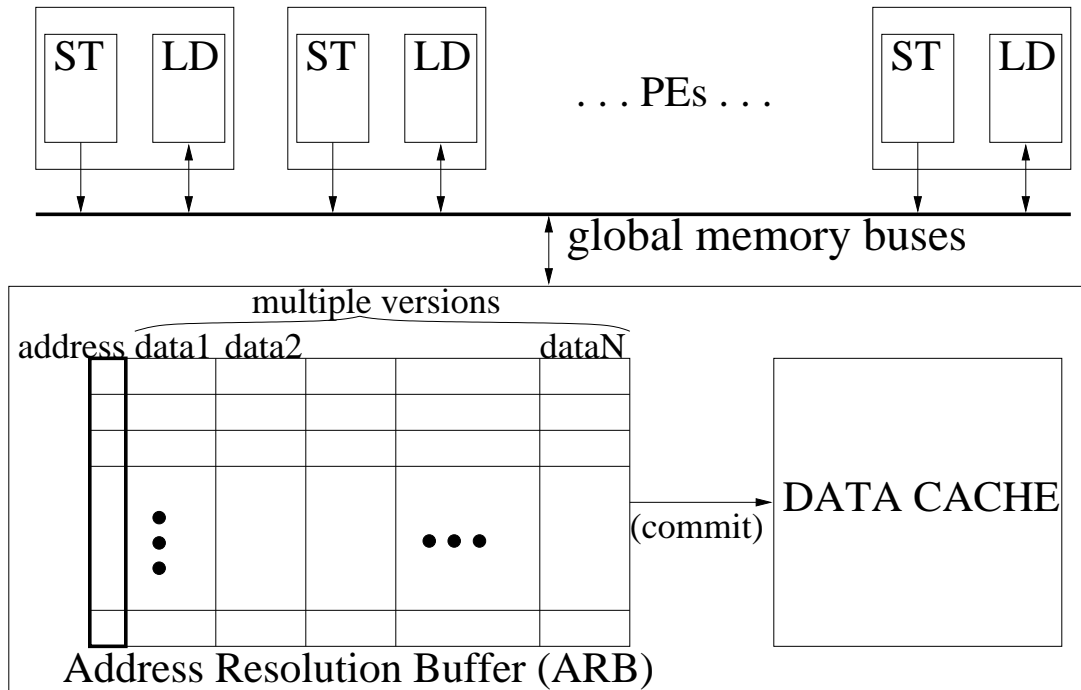 ST LD ST LD . . . PEs . . . ST LD
global memory buses
multiple versions
address data1 data2 dataN
DATA CACHE
(commit)
Address Resolution Buffer (ARB)